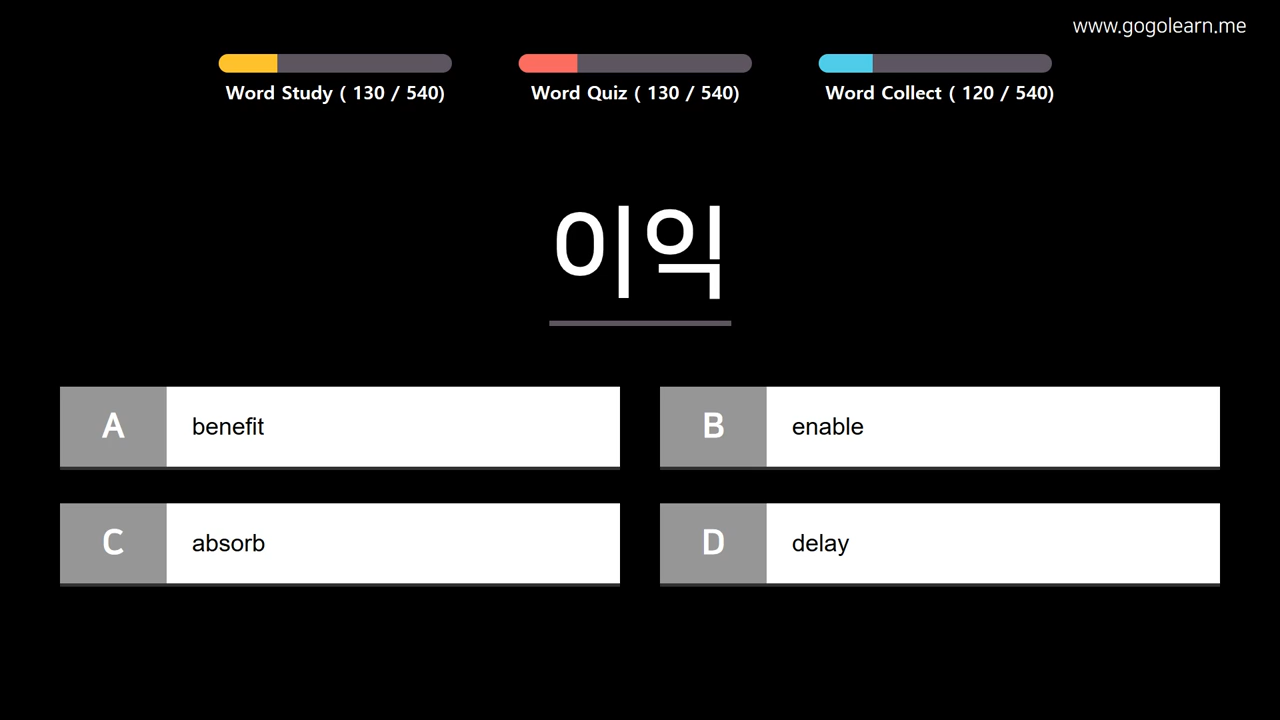 www.gogolearn.me
Word Study ( 130 / 540)
Word Quiz ( 130 / 540)
Word Collect ( 120 / 540)
이익
A benefit
B enable
C absorb
D delay